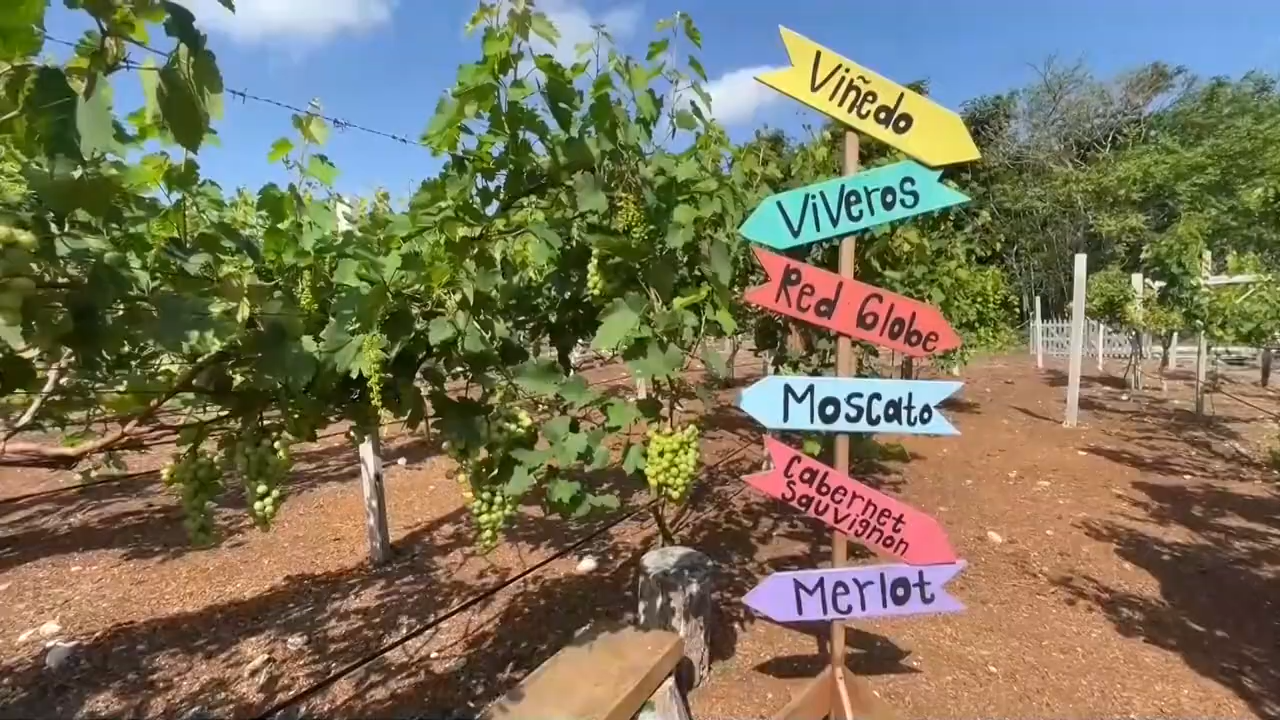 Viñedo
ViVeros
Red Globe
Moscato
Cabernet
Sauvignon
Merlot